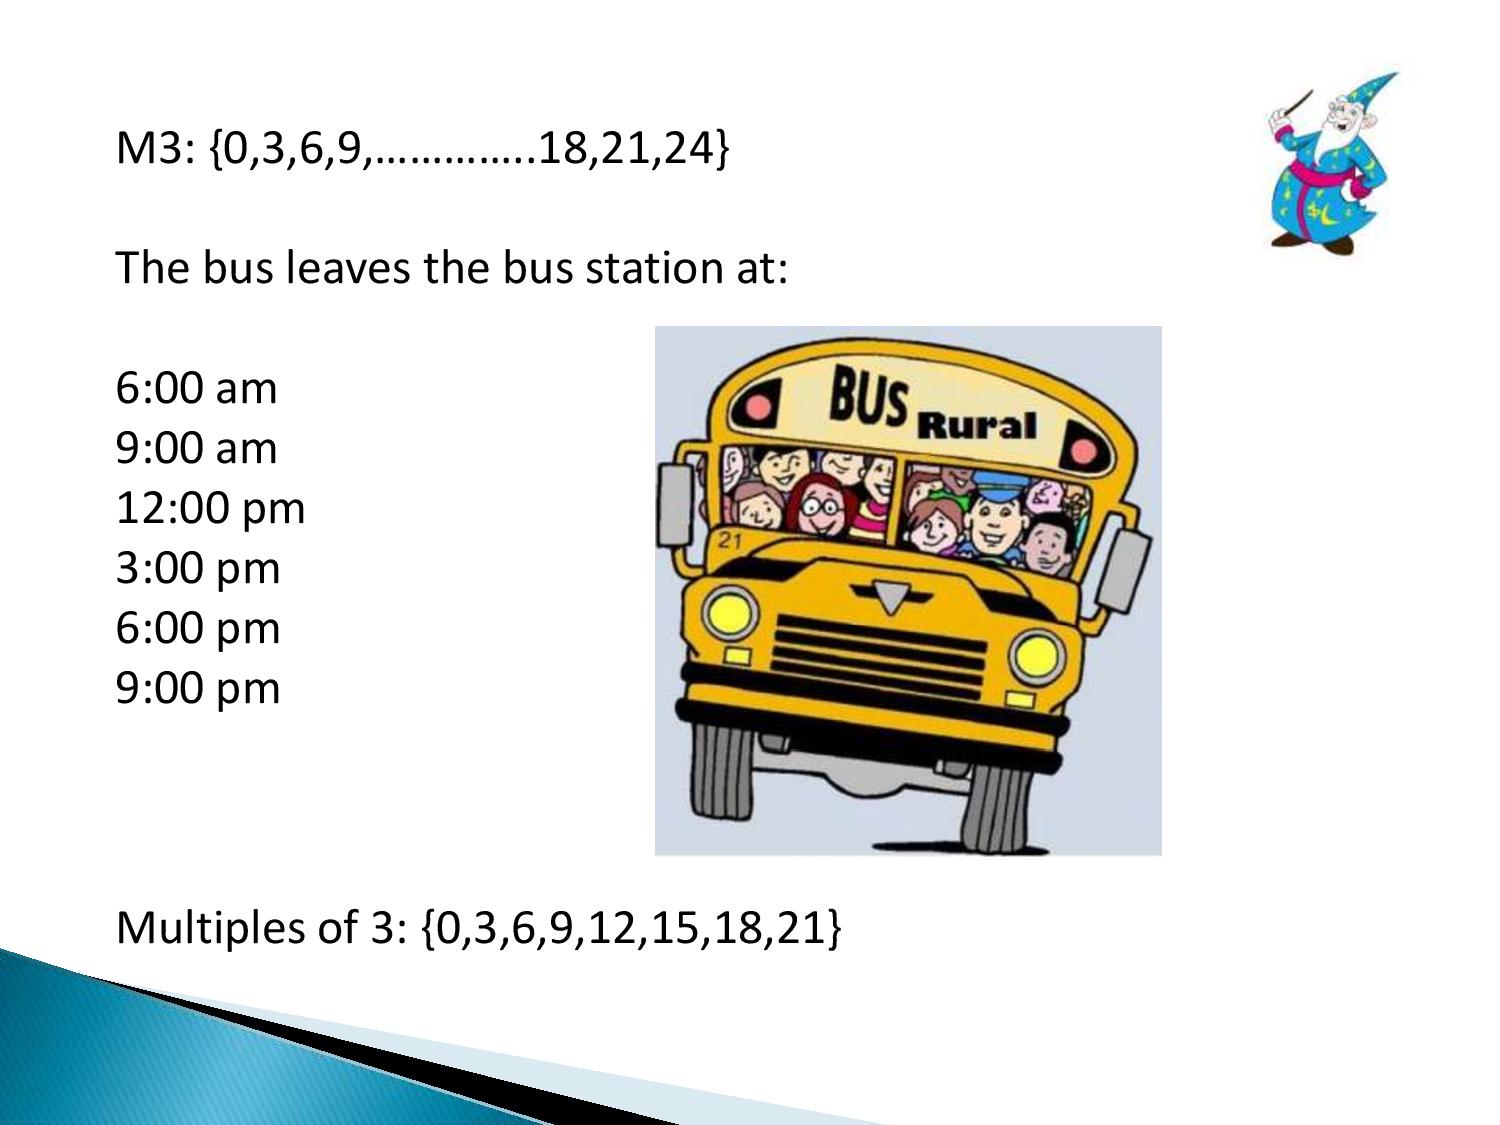 M3: {0,3,6,9,…………..18,21,24}
The bus leaves the bus station at:
6:00 am
9:00 am
12:00 pm
3:00 pm
6:00 pm
9:00 pm
BUS Rural
21
Multiples of 3: {0,3,6,9,12,15,18,21}